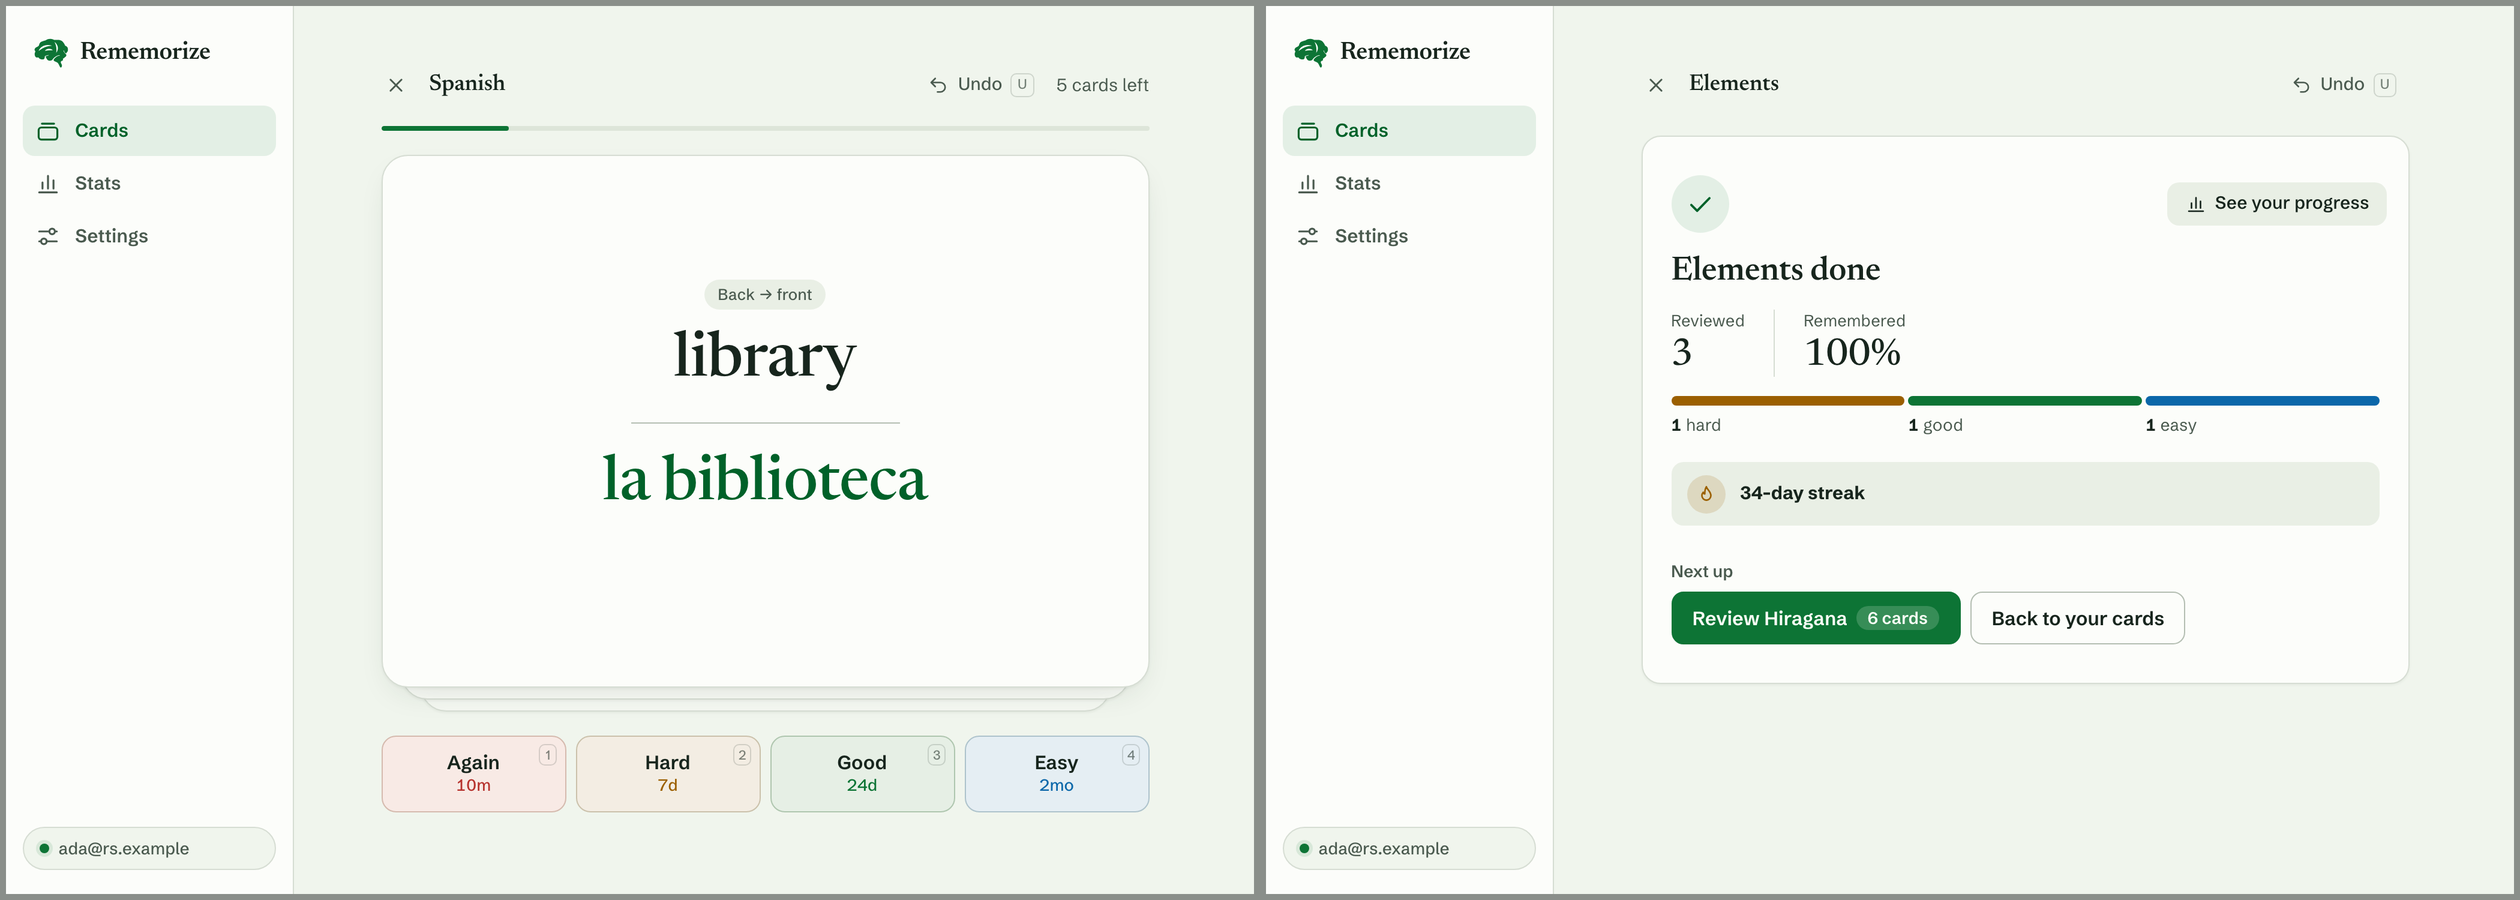 Rememorize
Cards
Stats
Settings
ada@rs.example
Spanish
Undo U
5 cards left
Back → front
library
la biblioteca
Again 1
10m
Hard 2
7d
Good 3
24d
Easy 4
2mo
Rememorize
Cards
Stats
Settings
ada@rs.example
Elements
Undo U
See your progress
Elements done
Reviewed
3
Remembered
100%
1 hard
1 good
1 easy
34-day streak
Next up
Review Hiragana 6 cards
Back to your cards